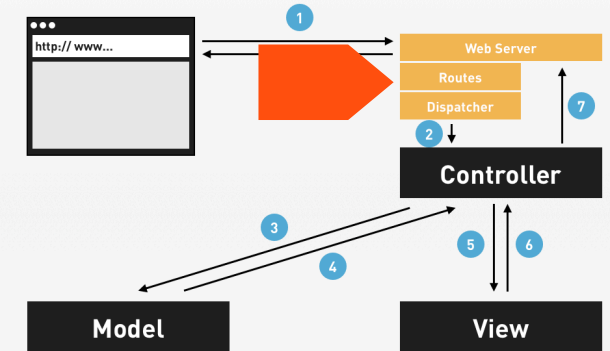 1
http:// www...
Web Server
Routes
7
Dispatcher
2
Controller
3
5
6
4
Model
View